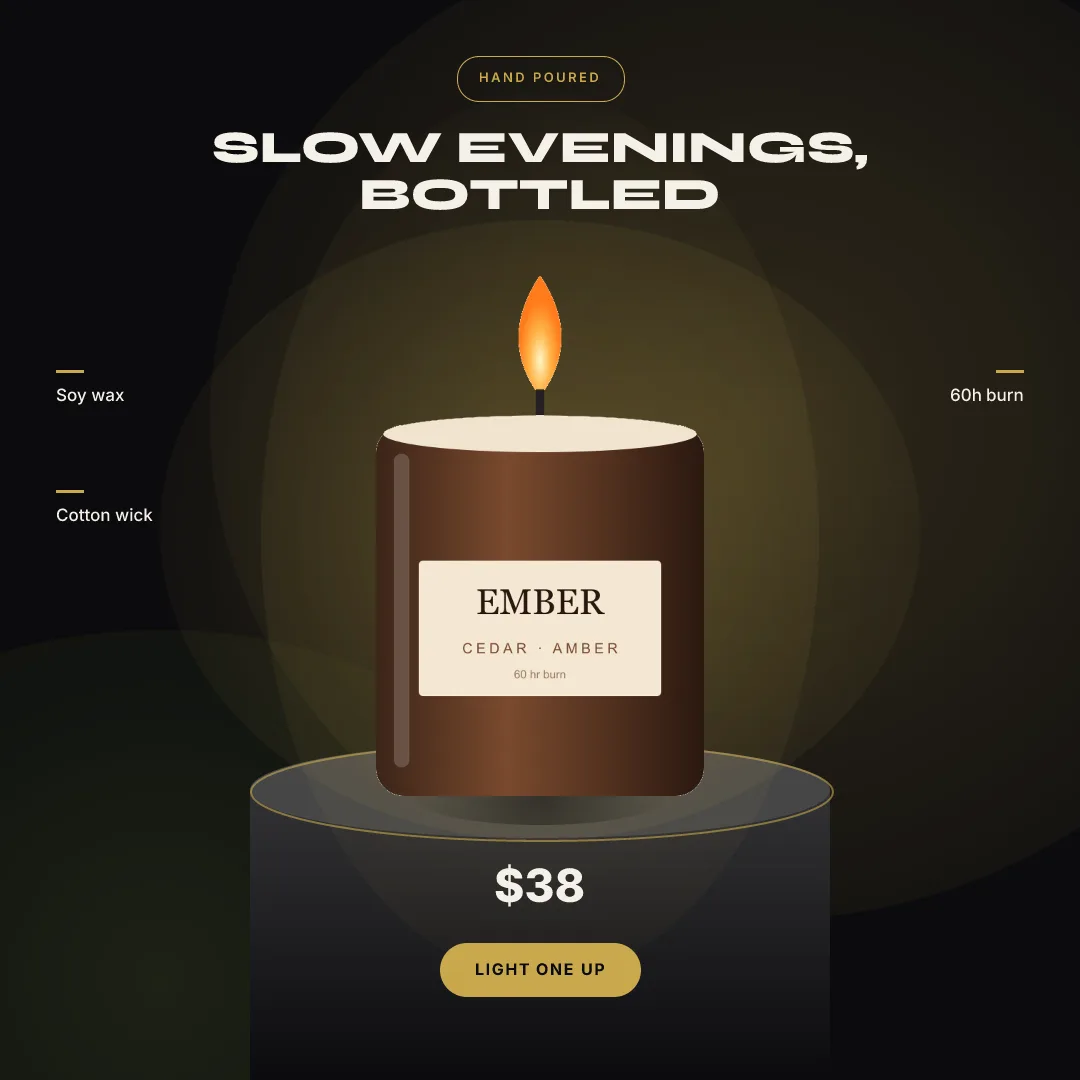 HAND POURED
SLOW EVENINGS,
BOTTLED
Soy wax
60h burn
Cotton wick
EMBER
CEDAR · AMBER
60 hr burn
$38
LIGHT ONE UP